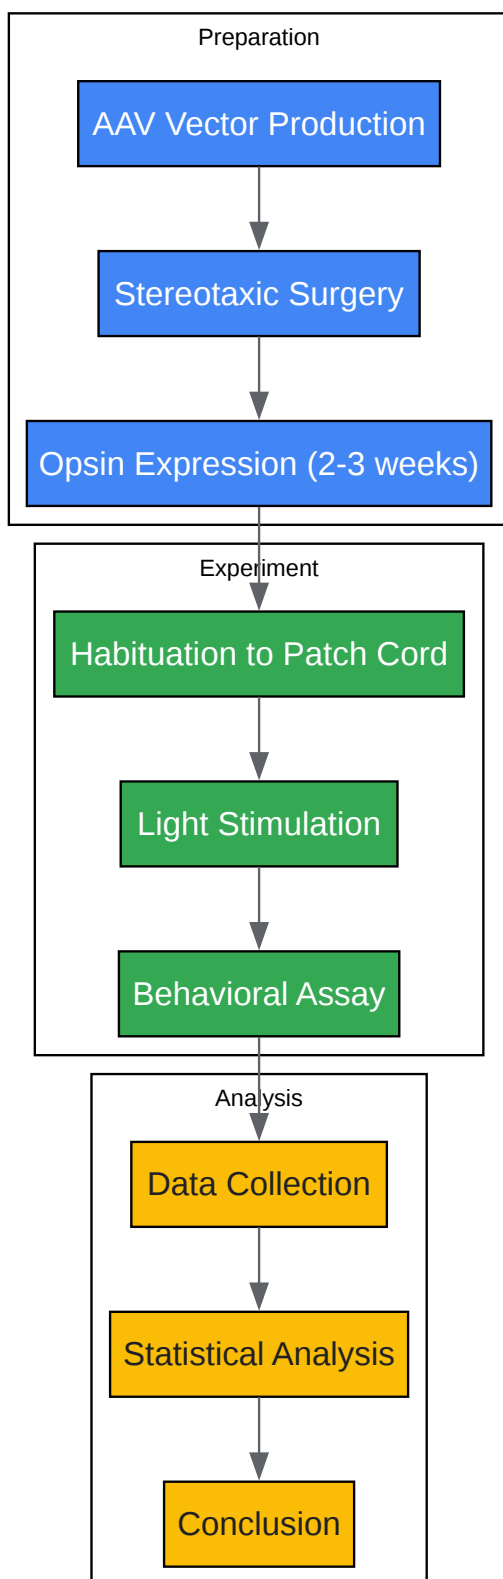 Preparation
AAV Vector Production
Stereotaxic Surgery
Opsin Expression (2-3 weeks)
Experiment
Habituation to Patch Cord
Light Stimulation
Behavioral Assay
Analysis
Data Collection
Statistical Analysis
Conclusion